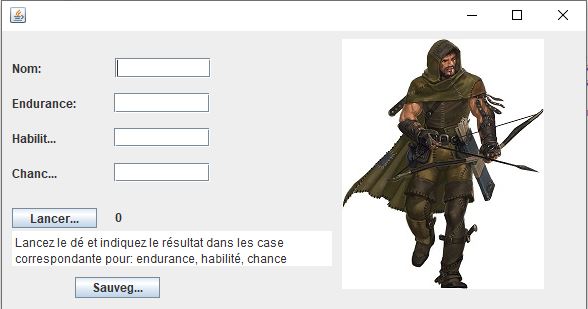 Nom:
Endurance:
Habilit...
Chanc...
Lancer... 0
Lancez le dé et indiquez le résultat dans les case
correspondante pour: endurance, habilité, chance
Sauveg...